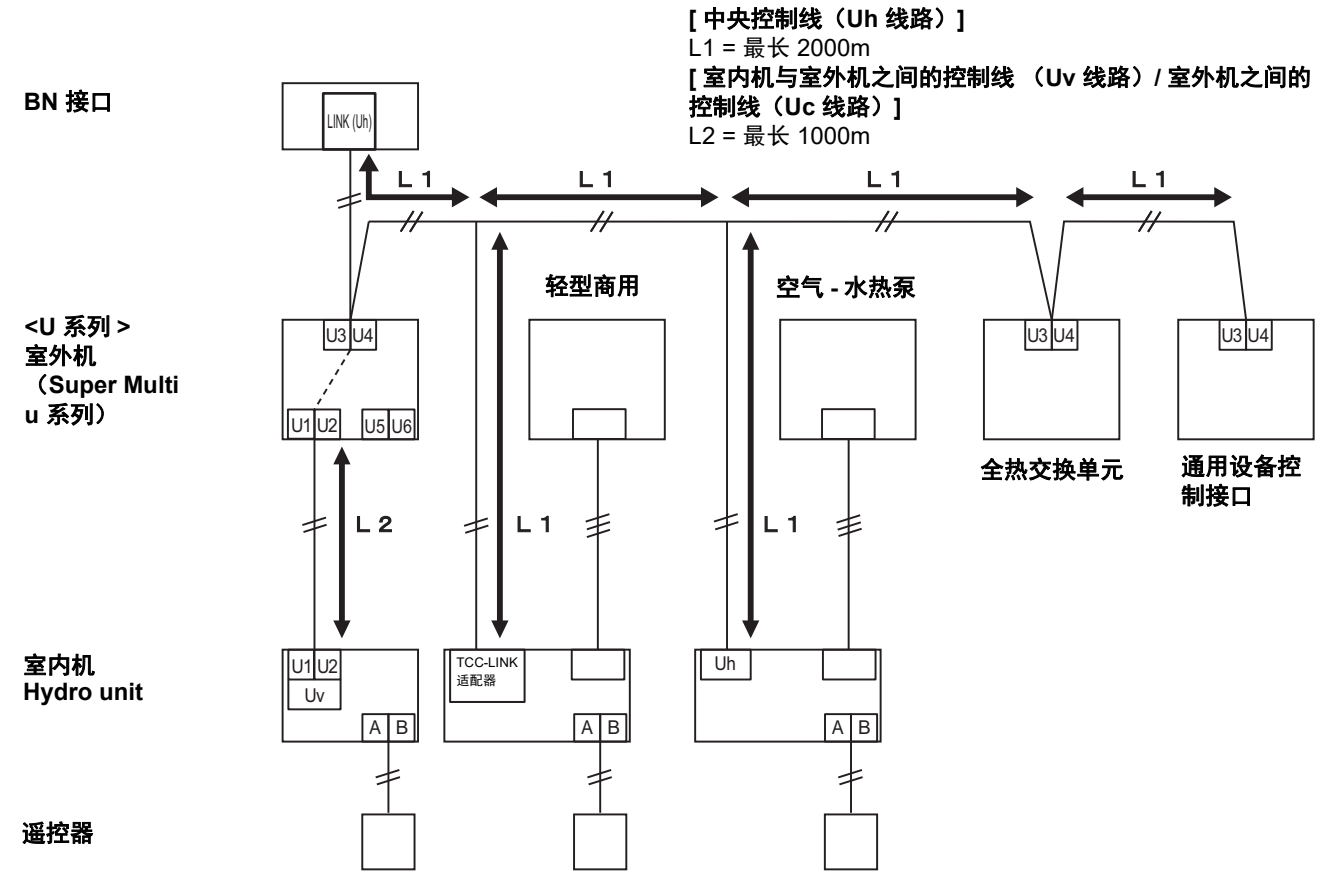 [ 中央控制线（Uh 线路）]
L1 = 最长 2000m
[ 室内机与室外机之间的控制线 （Uv 线路）/ 室外机之间的
控制线（Uc 线路）]
L2 = 最长 1000m
BN 接口
LINK (Uh)
L 1
L 1
L 1
L 1
轻型商用
空气 - 水热泵
<U 系列 >
室外机
（Super Multi
u 系列）
U3 U4
U1 U2
U5 U6
U3 U4
U3 U4
全热交换单元
通用设备控
制接口
L 2
L 1
L 1
室内机
Hydro unit
U1 U2
Uv
A B
TCC-LINK
适配器
A B
Uh
A B
遥控器